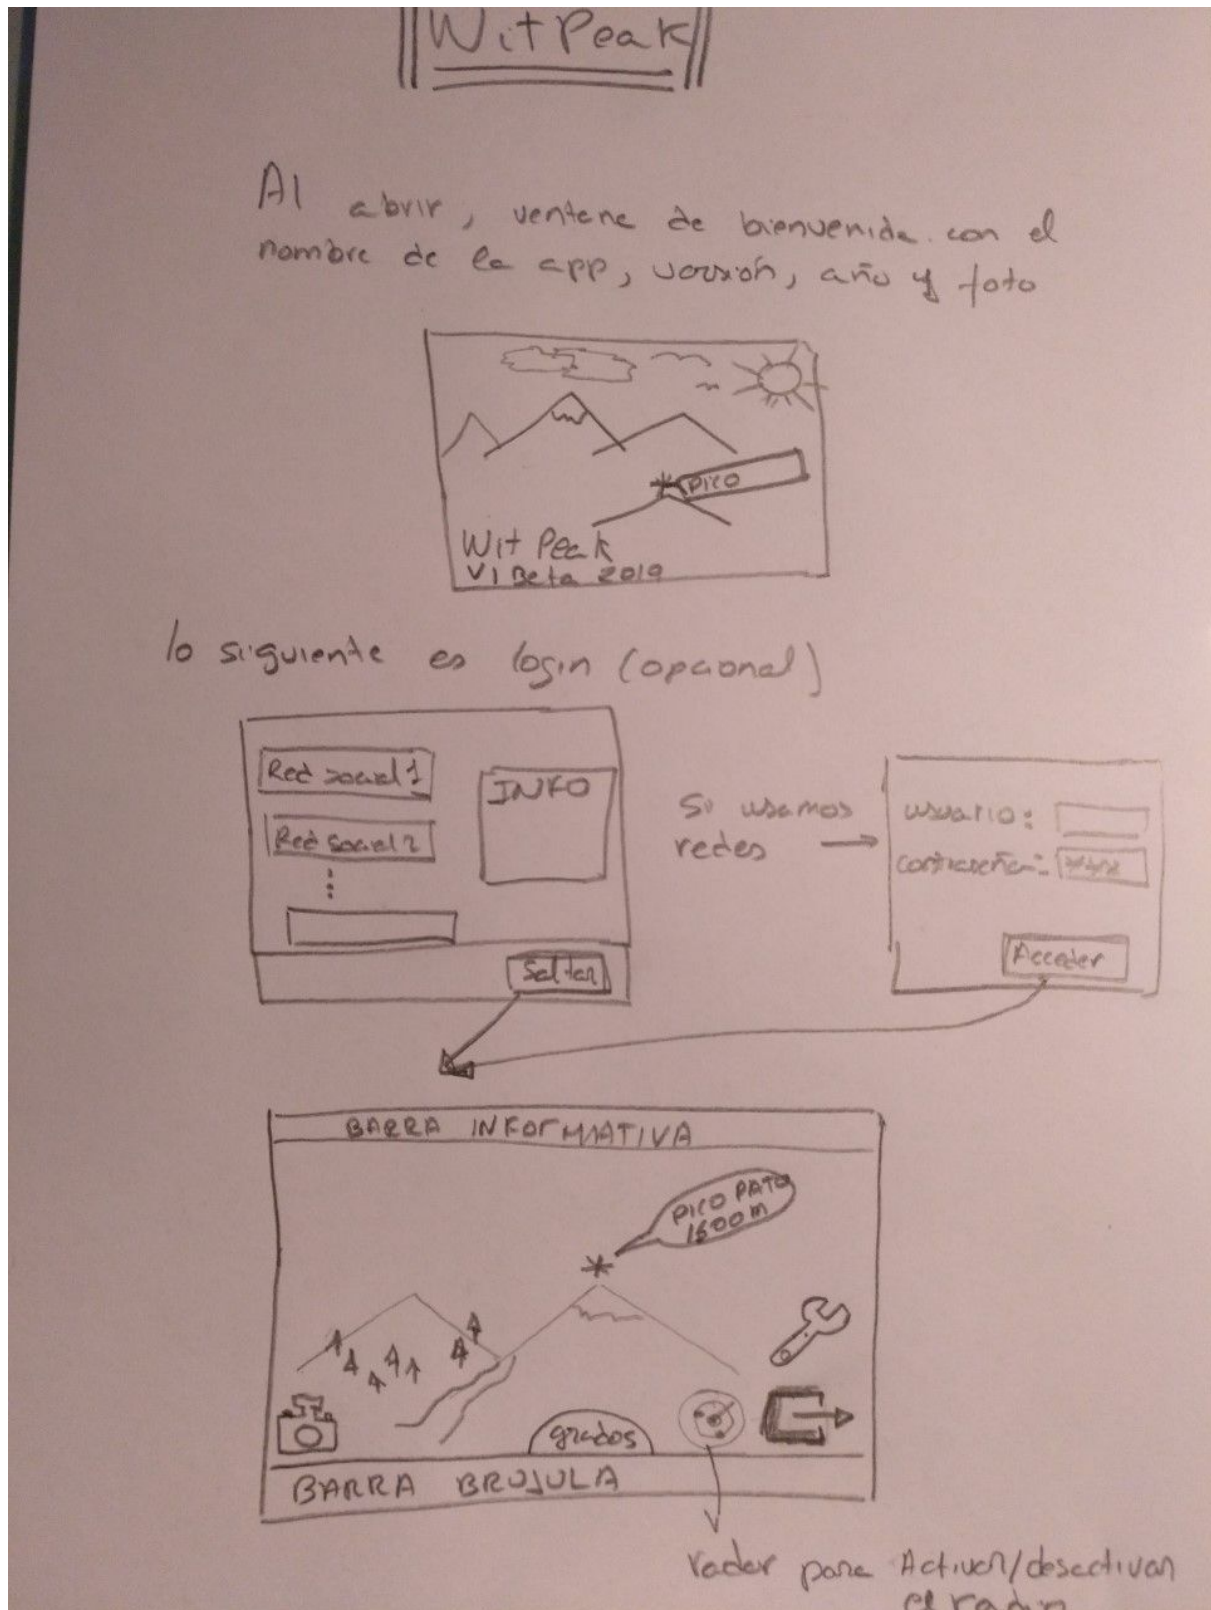 WitPeak
Al abrir, ventana de bienvenida con el
nombre de la app, versión, año y foto
pico
Wit Peak
V1 Beta 2019
lo siguiente es login (opcional)
Red social 1
INFO
Red social 2
Saltar
Si usamos
redes
usuario:
contraseña: ***
Acceder
BARRA INFORMATIVA
PICO PATO
1600m
grados
BARRA BRUJULA
radar para Activar/desactivar
el radar